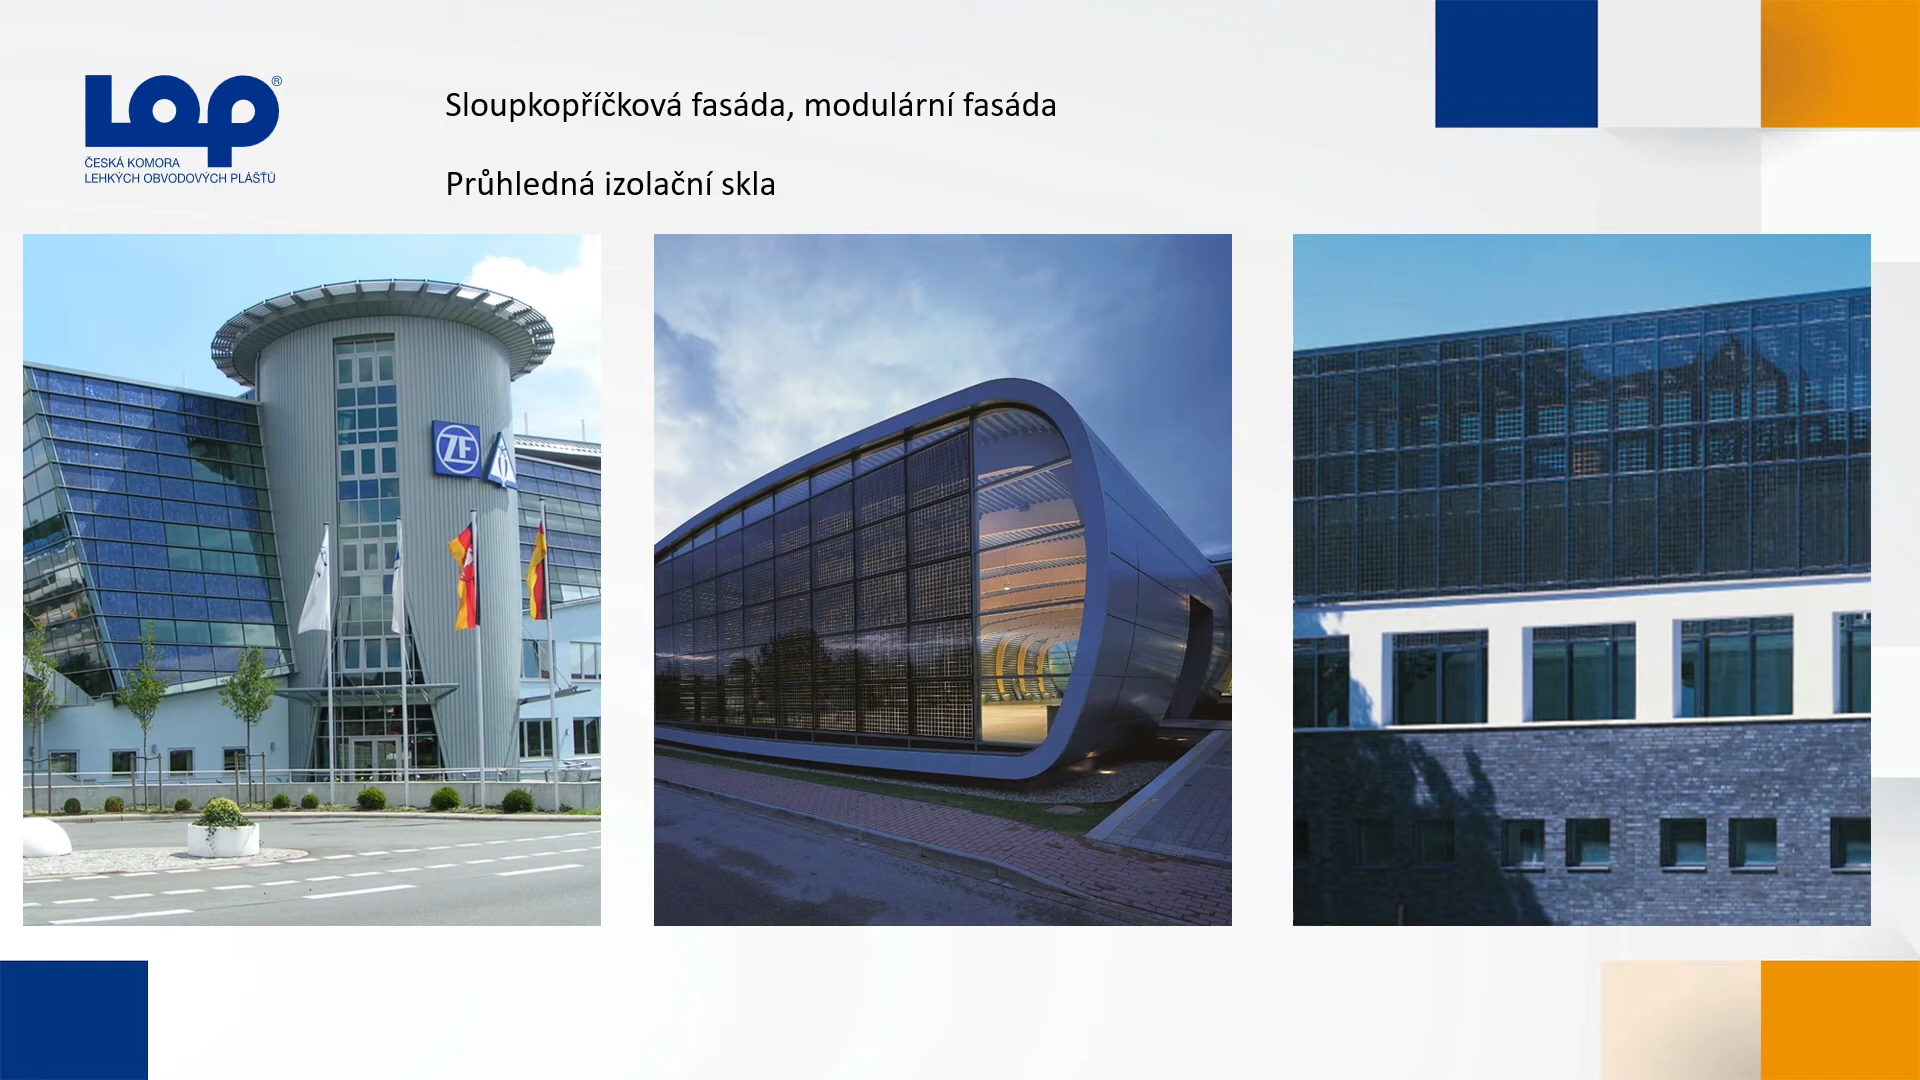 LOP®
ČESKÁ KOMORA
LEHKÝCH OBVODOVÝCH PLÁŠŤŮ
Sloupkopříčková fasáda, modulární fasáda
Průhledná izolační skla
ZF